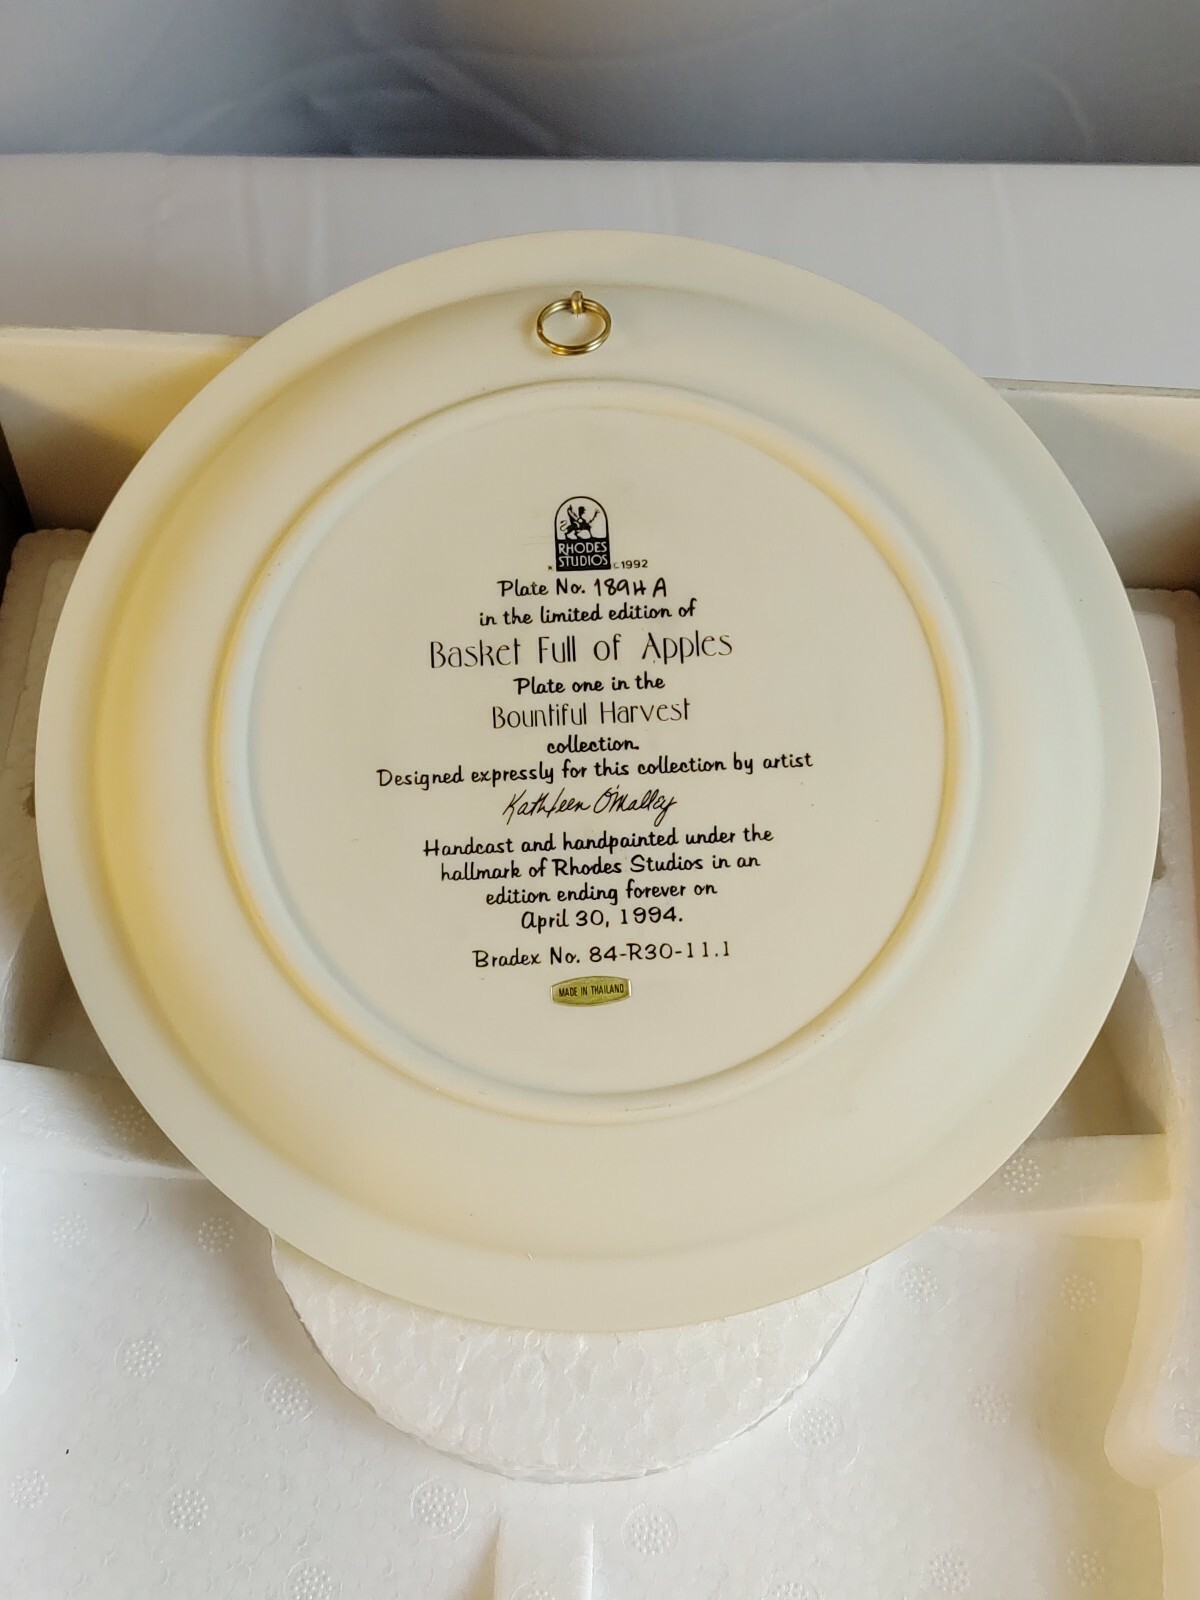 RHODES
STUDIOS
©1992
Plate No. 189H A
in the limited edition of
Basket Full of Apples
Plate one in the
Bountiful Harvest
collection.
Designed expressly for this collection by artist
Kathleen O'Malley
Handcast and handpainted under the
hallmark of Rhodes Studios in an
edition ending forever on
April 30, 1994.
Bradex No. 84-R30-11.1
MADE IN THAILAND